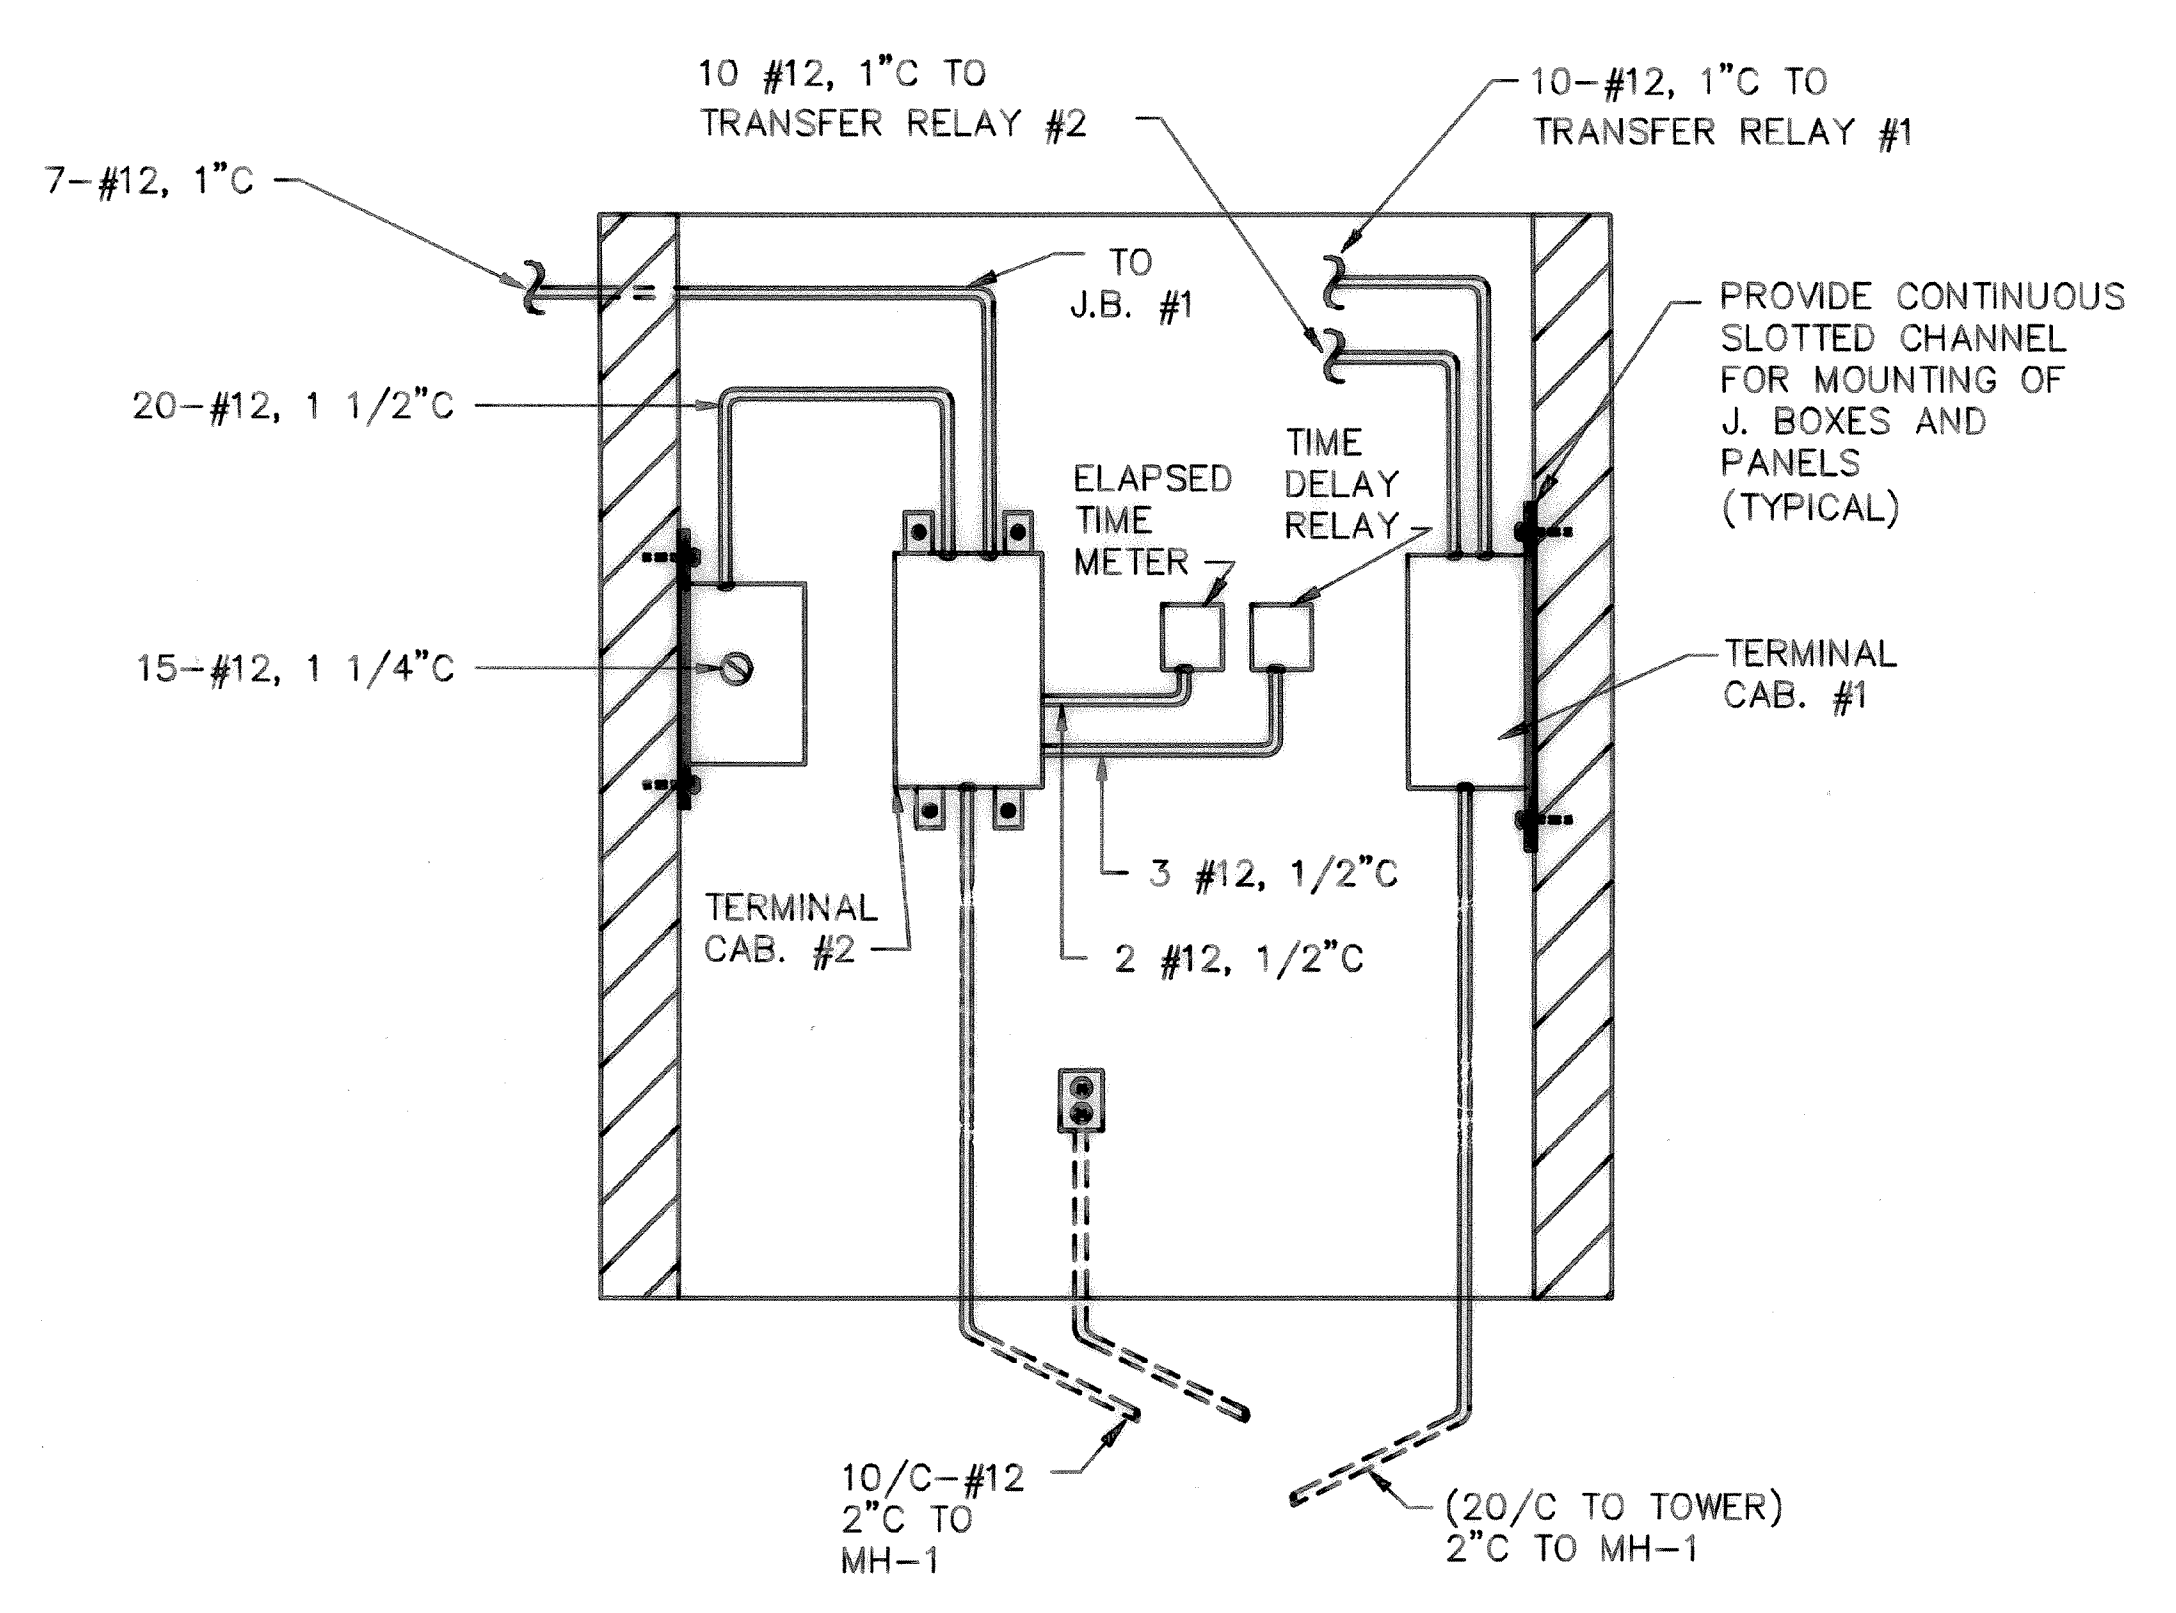 10 #12, 1"C TO
TRANSFER RELAY #2
10-#12, 1"C TO
TRANSFER RELAY #1
7-#12, 1"C
TO
J.B. #1
PROVIDE CONTINUOUS
SLOTTED CHANNEL
FOR MOUNTING OF
J. BOXES AND
PANELS
(TYPICAL)
20-#12, 1 1/2"C
ELAPSED
TIME
METER
TIME
DELAY
RELAY
15-#12, 1 1/4"C
TERMINAL
CAB. #1
3 #12, 1/2"C
TERMINAL
CAB. #2
2 #12, 1/2"C
10/C-#12
2"C TO
MH-1
(20/C TO TOWER)
2"C TO MH-1